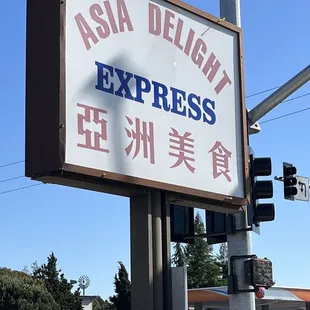 ASIA DELIGHT
EXPRESS
亞洲美食